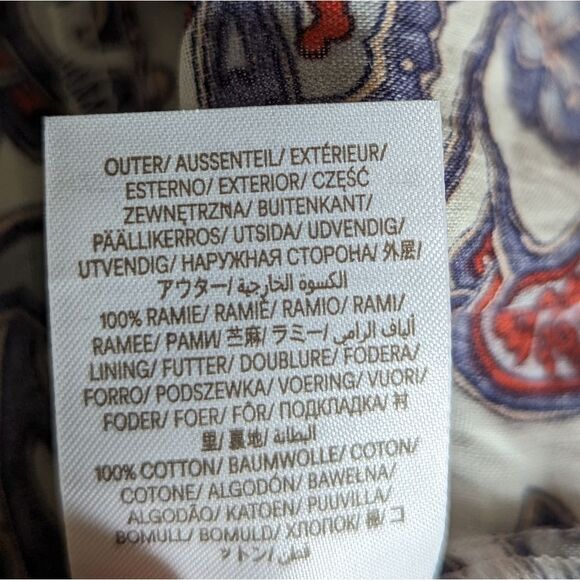 OUTER/ AUSSENTEIL/ EXTÉRIEUR/
ESTERNO/ EXTERIOR/ CZĘŚĆ
ZEWNĘTRZNA/ BUITENKANT/
PÄÄLLIKERROS/ UTSIDA/ UDVENDIG/
UTVENDIG/ НАРУЖНАЯ СТОРОНА/ 外层/
アウター/ الكسوة الخارجية/
100% RAMIE/ RAMIE/ RAMIO/ RAMI/
RAMEE/ РАМИ/ 苎麻/ ラミー/ ألياف الرامي/
LINING/ FUTTER/ DOUBLURE/ FODERA/
FORRO/ PODSZEWKA/ VOERING/ VUORI/
FODER/ FOER/ FÔR/ ПОДКЛАДКА/ 衬
里/ 裏地/ البطانة/
100% COTTON/ BAUMWOLLE/ COTON/
COTONE/ ALGODÓN/ BAWEŁNA/
ALGODÃO/ KATOEN/ PUUVILLA/
BOMULL/ BOMULD/ ХЛОПОК/ 棉/ コ
ットン/ قطن/